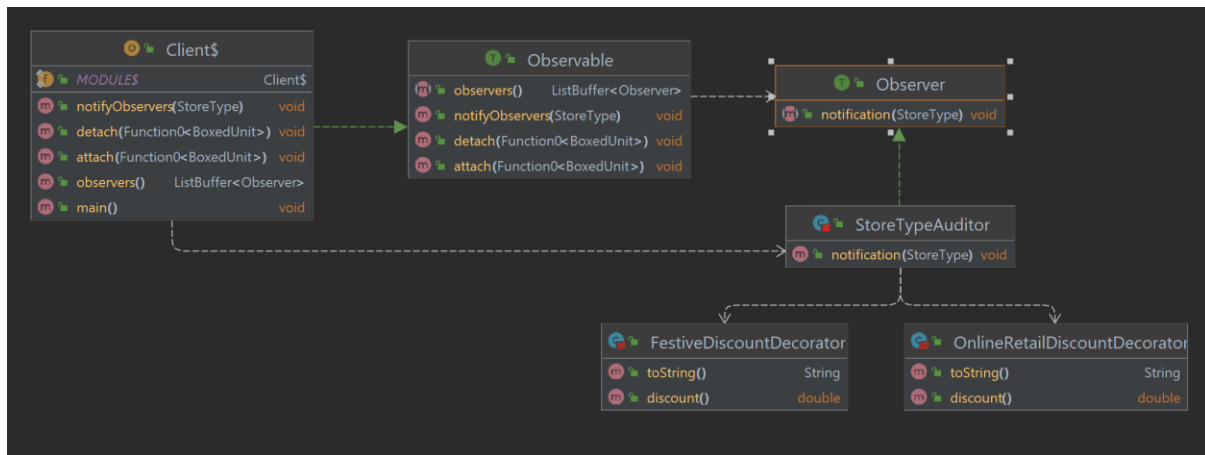 Client$
MODULE$ Client$
notifyObservers(StoreType) void
detach(Function0<BoxedUnit>) void
attach(Function0<BoxedUnit>) void
observers() ListBuffer<Observer>
main() void
Observable
observers() ListBuffer<Observer>
notifyObservers(StoreType) void
detach(Function0<BoxedUnit>) void
attach(Function0<BoxedUnit>) void
Observer
notification(StoreType) void
StoreTypeAuditor
notification(StoreType) void
FestiveDiscountDecorator
toString() String
discount() double
OnlineRetailDiscountDecorator
toString() String
discount() double